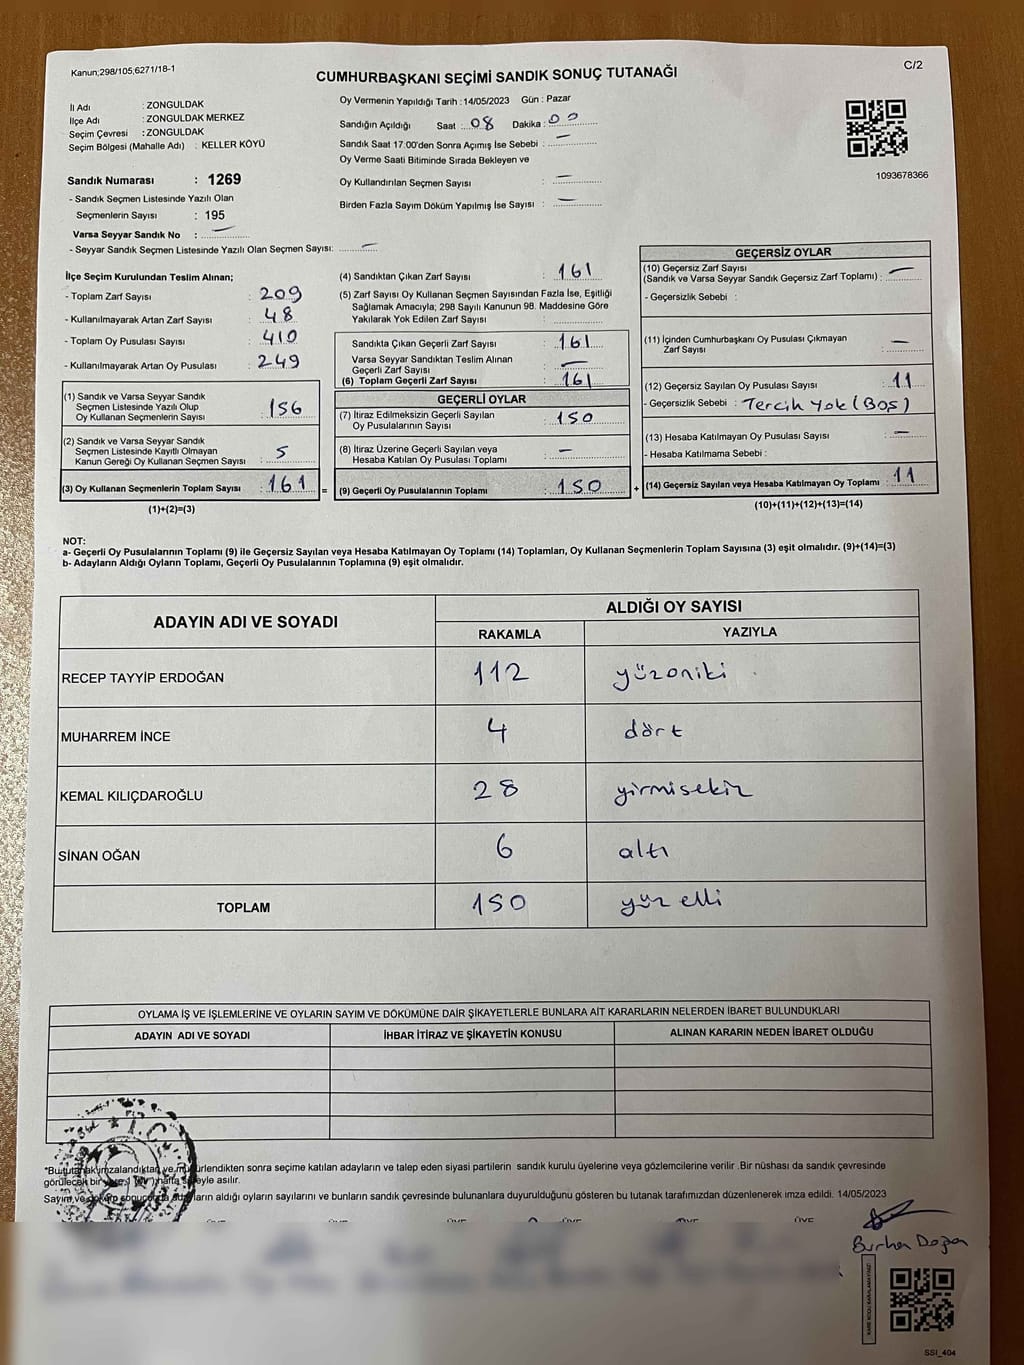 Kanun;298/105,6271/18-1
C/2
CUMHURBAŞKANI SEÇİMİ SANDIK SONUÇ TUTANAĞI
İl Adı : ZONGULDAK
İlçe Adı : ZONGULDAK MERKEZ
Seçim Çevresi : ZONGULDAK
Seçim Bölgesi (Mahalle Adı) : KELLER KÖYÜ
Sandık Numarası : 1269
- Sandık Seçmen Listesinde Yazılı Olan
Seçmenlerin Sayısı : 195
Varsa Seyyar Sandık No : —
- Seyyar Sandık Seçmen Listesinde Yazılı Olan Seçmen Sayısı: —
Oy Vermenin Yapıldığı Tarih : 14/05/2023 Gün : Pazar
Sandığın Açıldığı Saat : 08 Dakika : 00
Sandık Saat 17:00'den Sonra Açımış İse Sebebi : —
Oy Verme Saati Bitiminde Sırada Bekleyen ve
Oy Kullandırılan Seçmen Sayısı : —
Birden Fazla Sayım Döküm Yapılmış İse Sayısı : —
1093678366
İlçe Seçim Kurulundan Teslim Alınan;
- Toplam Zarf Sayısı : 209
- Kullanılmayarak Artan Zarf Sayısı : 48
- Toplam Oy Pusulası Sayısı : 410
- Kullanılmayarak Artan Oy Pusulası : 249
(1) Sandık ve Varsa Seyyar Sandık
Seçmen Listesinde Yazılı Olup
Oy Kullanan Seçmenlerin Sayısı : 156
(2) Sandık ve Varsa Seyyar Sandık
Seçmen Listesinde Kayıtlı Olmayan
Kanun Gereği Oy Kullanan Seçmen Sayısı : 5
(3) Oy Kullanan Seçmenlerin Toplam Sayısı : 161
(1)+(2)=(3)
(4) Sandıktan Çıkan Zarf Sayısı : 161
(5) Zarf Sayısı Oy Kullanan Seçmen Sayısından Fazla İse, Eşitliği
Sağlamak Amacıyla; 298 Sayılı Kanunun 98. Maddesine Göre
Yakılarak Yok Edilen Zarf Sayısı :
Sandıkta Çıkan Geçerli Zarf Sayısı : 161
Varsa Seyyar Sandıktan Teslim Alınan
Geçerli Zarf Sayısı : —
(6) Toplam Geçerli Zarf Sayısı : 161
GEÇERLİ OYLAR
(7) İtiraz Edilmeksizin Geçerli Sayılan
Oy Pusulalarının Sayısı : 150
(8) İtiraz Üzerine Geçerli Sayılan veya
Hesaba Katılan Oy Pusulası Toplamı : —
= (9) Geçerli Oy Pusulalarının Toplamı : 150
GEÇERSİZ OYLAR
(10) Geçersiz Zarf Sayısı
(Sandık ve Varsa Seyyar Sandık Geçersiz Zarf Toplamı) : —
- Geçersizlik Sebebi :
(11) İçinden Cumhurbaşkanı Oy Pusulası Çıkmayan
Zarf Sayısı : —
(12) Geçersiz Sayılan Oy Pusulası Sayısı : 11
- Geçersizlik Sebebi : Tercih Yok (Boş)
(13) Hesaba Katılmayan Oy Pusulası Sayısı : —
- Hesaba Katılmama Sebebi :
+ (14) Geçersiz Sayılan veya Hesaba Katılmayan Oy Toplamı : 11
(10)+(11)+(12)+(13)=(14)
NOT:
a- Geçerli Oy Pusulalarının Toplamı (9) ile Geçersiz Sayılan veya Hesaba Katılmayan Oy Toplamı (14) Toplamları, Oy Kullanan Seçmenlerin Toplam Sayısına (3) eşit olmalıdır. (9)+(14)=(3)
b- Adayların Aldığı Oyların Toplamı, Geçerli Oy Pusulalarının Toplamına (9) eşit olmalıdır.
ADAYIN ADI VE SOYADI ALDIĞI OY SAYISI
RAKAMLA YAZIYLA
RECEP TAYYİP ERDOĞAN 112 yüzoniki
MUHARREM İNCE 4 dört
KEMAL KILIÇDAROĞLU 28 yirmisekiz
SİNAN OĞAN 6 altı
TOPLAM 150 yüz elli
OYLAMA İŞ VE İŞLEMLERİNE VE OYLARIN SAYIM VE DÖKÜMÜNE DAİR ŞİKAYETLERLE BUNLARA AİT KARARLARIN NELERDEN İBARET BULUNDUKLARI
ADAYIN ADI VE SOYADI İHBAR İTİRAZ VE ŞİKAYETİN KONUSU ALINAN KARARIN NEDEN İBARET OLDUĞU
T.C.
*Bu tutanak imzalandıktan ve mühürlendikten sonra seçime katılan adayların ve talep eden siyasi partilerin sandık kurulu üyelerine veya gözlemcilerine verilir .Bir nüshası da sandık çevresinde
görülecek bir yere 1 hafta süreyle asılır.
Sayım ve döküm sonucunda adayların aldığı oyların sayılarını ve bunların sandık çevresinde bulunanlara duyurulduğunu gösteren bu tutanak tarafımızdan düzenlenerek imza edildi. 14/05/2023
ÜYE ÜYE ÜYE ÜYE ÜYE
Burhan Doğan
KARE KODU KARALAMAYINIZ!
SSI_404